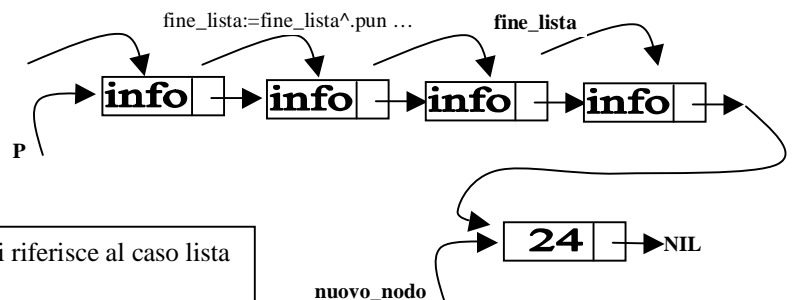 fine_lista:=fine_lista^.pun …
fine_lista
info info info info
P
i riferisce al caso lista
24
NIL
nuovo_nodo